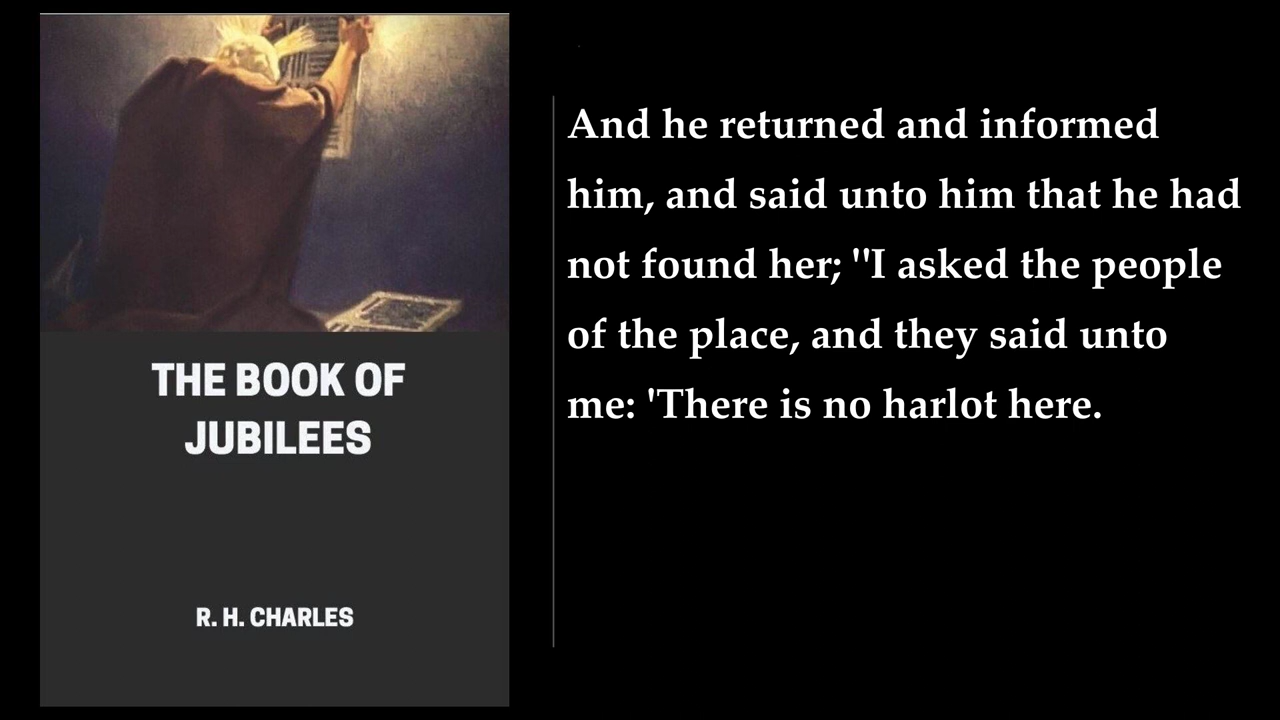 THE BOOK OF
JUBILEES
R. H. CHARLES
And he returned and informed
him, and said unto him that he had
not found her; "I asked the people
of the place, and they said unto
me: 'There is no harlot here.